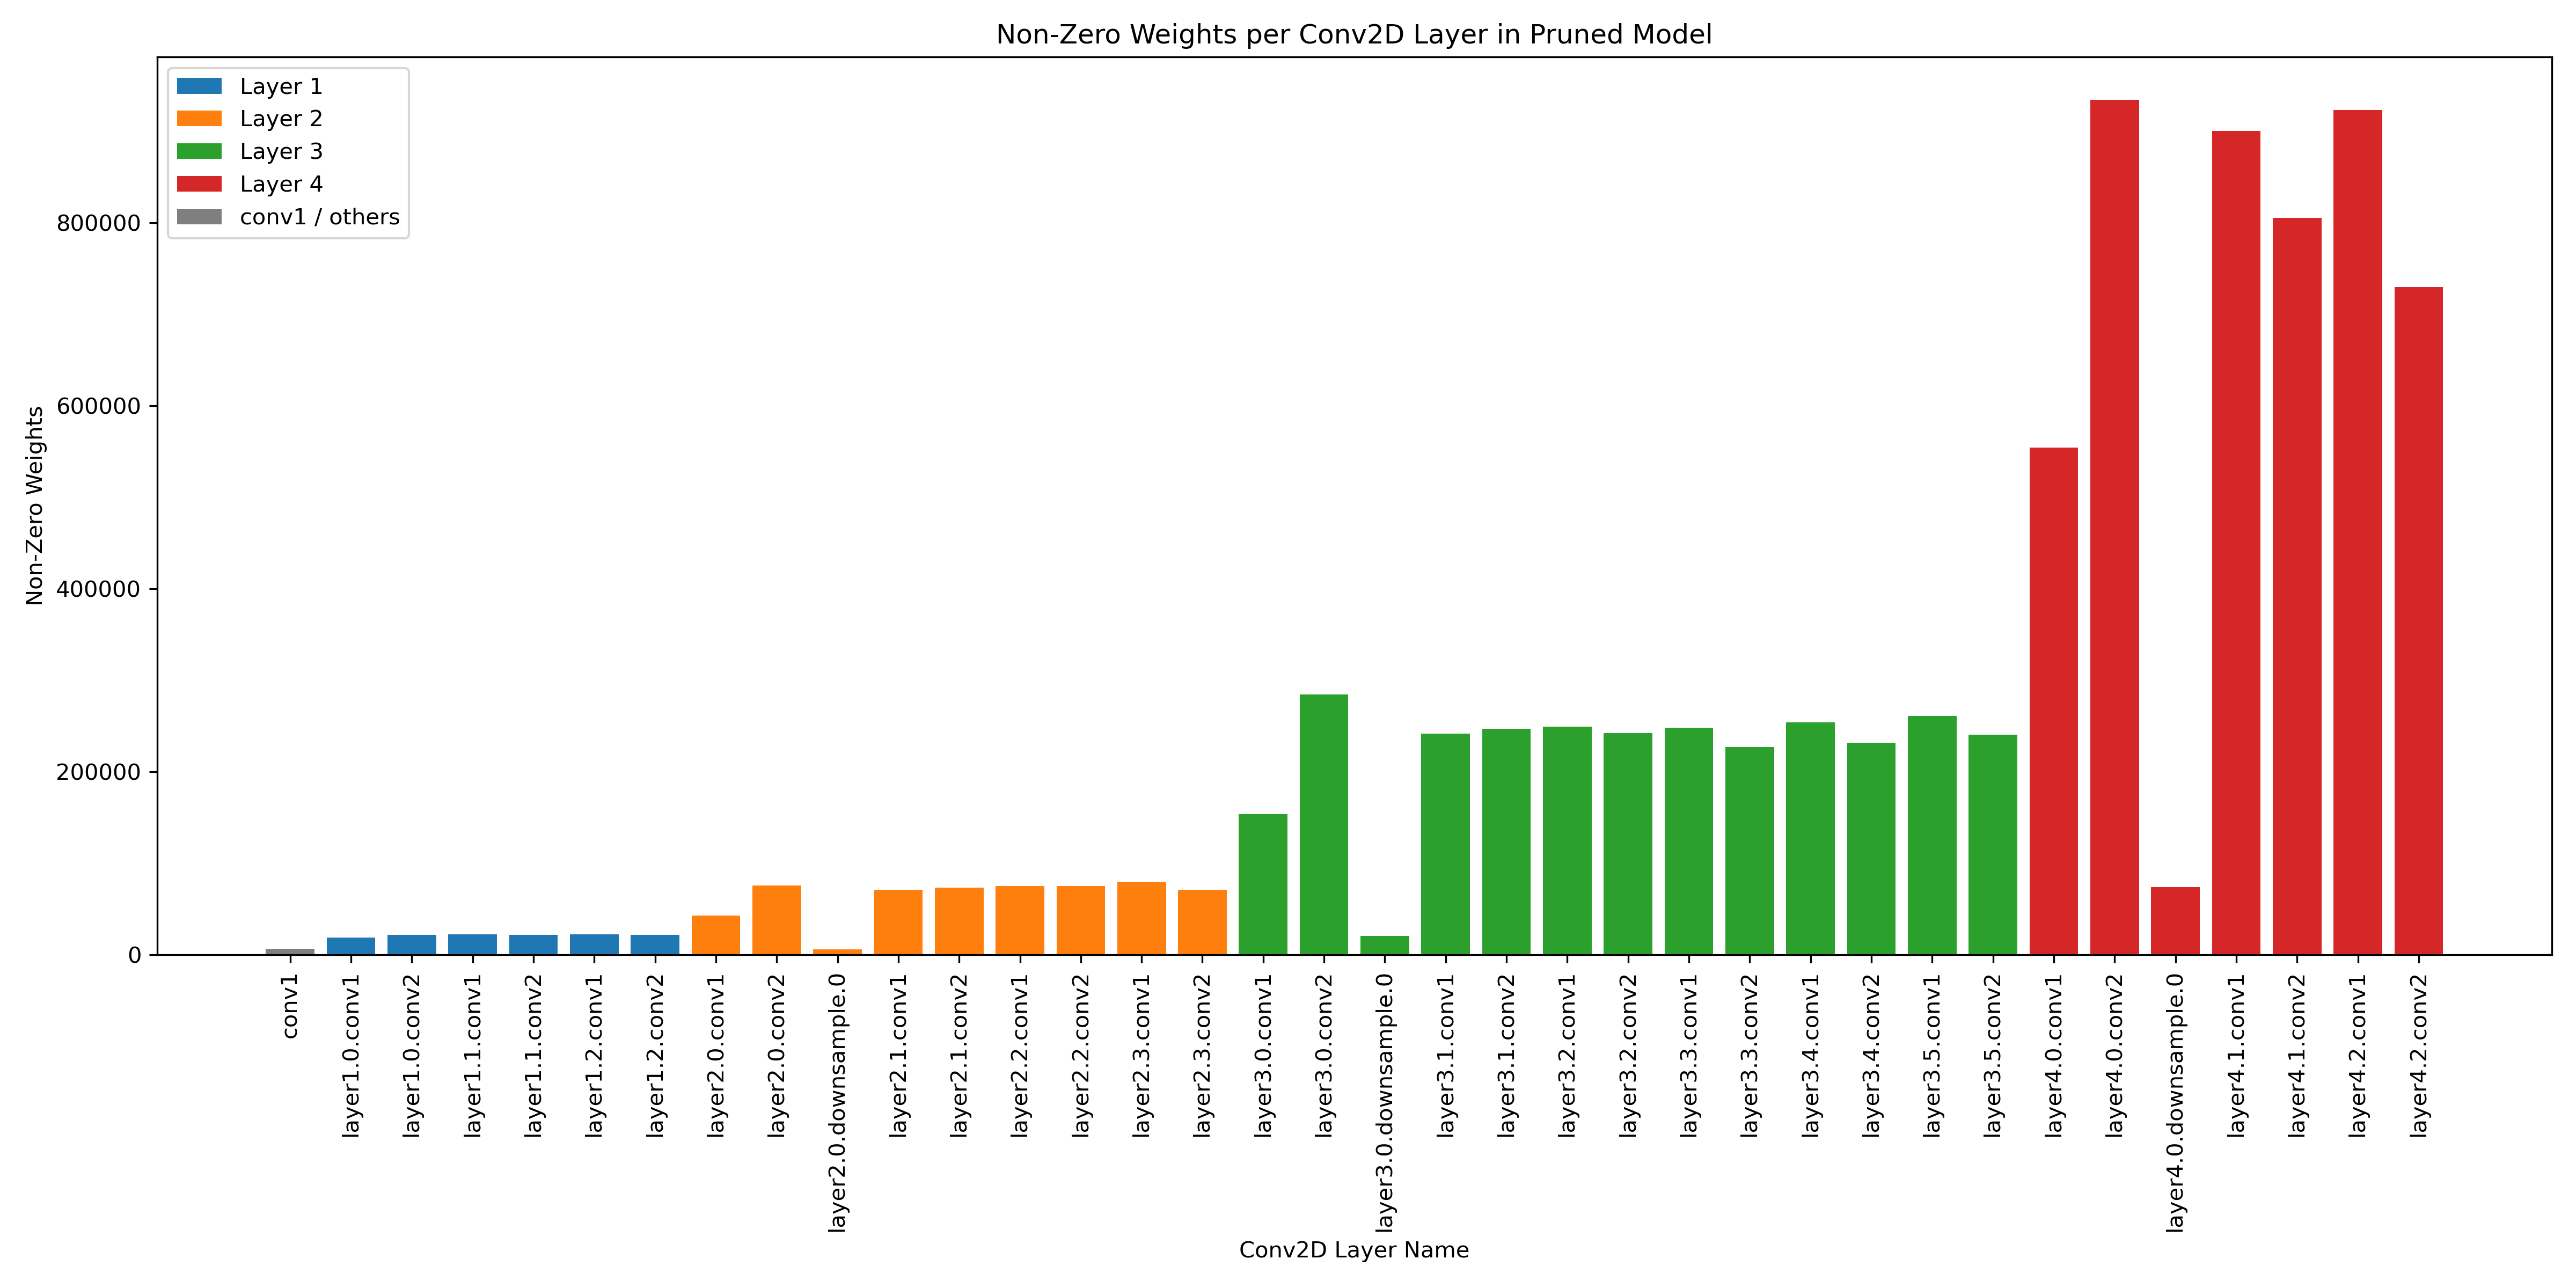 Non-Zero Weights per Conv2D Layer in Pruned Model
Layer 1
Layer 2
Layer 3
Layer 4
conv1 / others
Non-Zero Weights
800000
600000
400000
200000
0
conv1
layer1.0.conv1
layer1.0.conv2
layer1.1.conv1
layer1.1.conv2
layer1.2.conv1
layer1.2.conv2
layer2.0.conv1
layer2.0.conv2
layer2.0.downsample.0
layer2.1.conv1
layer2.1.conv2
layer2.2.conv1
layer2.2.conv2
layer2.3.conv1
layer2.3.conv2
layer3.0.conv1
layer3.0.conv2
layer3.0.downsample.0
layer3.1.conv1
layer3.1.conv2
layer3.2.conv1
layer3.2.conv2
layer3.3.conv1
layer3.3.conv2
layer3.4.conv1
layer3.4.conv2
layer3.5.conv1
layer3.5.conv2
layer4.0.conv1
layer4.0.conv2
layer4.0.downsample.0
layer4.1.conv1
layer4.1.conv2
layer4.2.conv1
layer4.2.conv2
Conv2D Layer Name